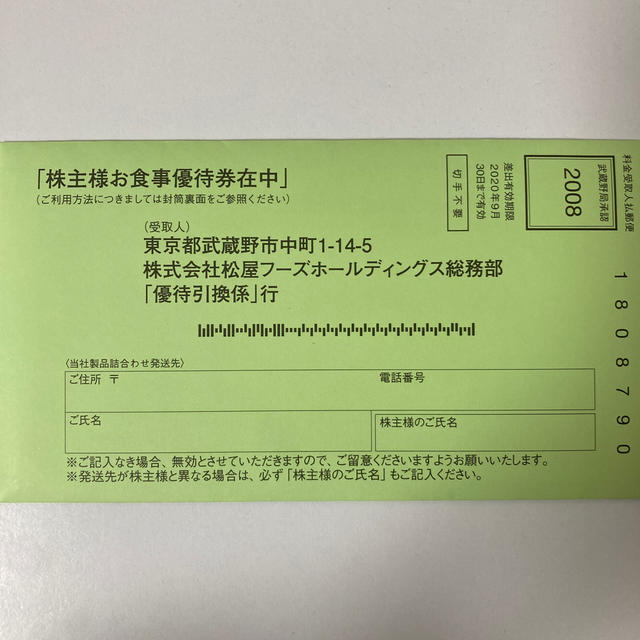 「株主様お食事優待券在中」
(ご利用方法につきましては封筒裏面をご参照ください)
(受取人)
東京都武蔵野市中町1-14-5
株式会社松屋フーズホールディングス総務部
「優待引換係」行
料金受取人払郵便
武蔵野局承認
2008
差出有効期限
2020年9月
30日まで有効
切手不要
1808790
〈当社製品詰合わせ発送先〉
ご住所 〒
電話番号
ご氏名
株主様のご氏名
※ご記入なき場合、無効とさせていただきますので、ご留意くださいますようお願いいたします。
※発送先が株主様と異なる場合は、必ず「株主様のご氏名」もご記入ください。